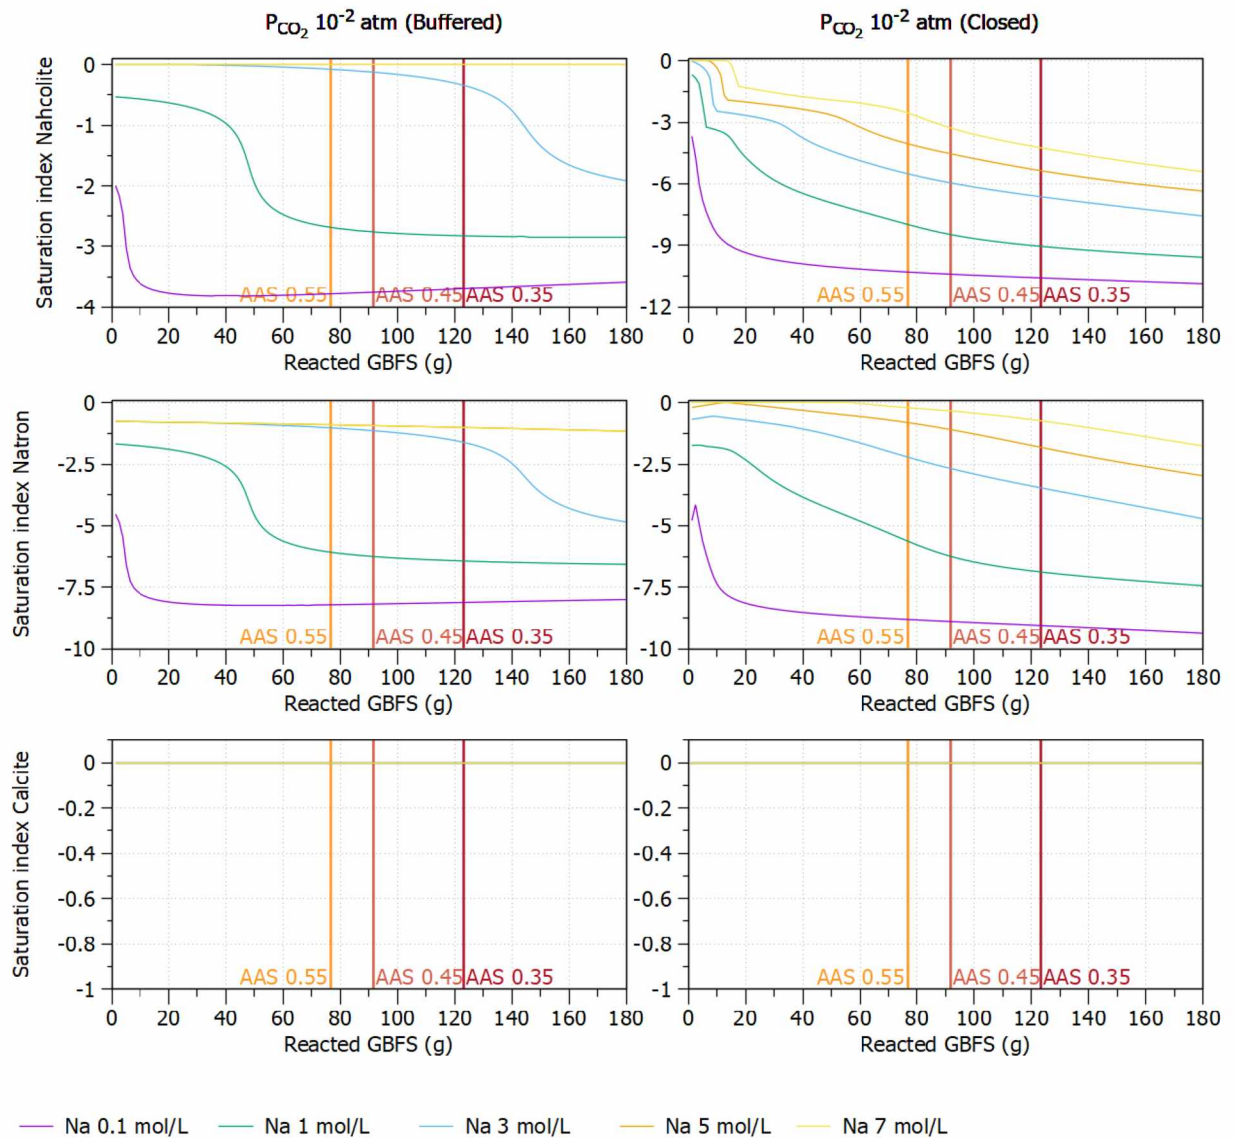 P_CO₂ 10⁻² atm (Buffered)
P_CO₂ 10⁻² atm (Closed)
Saturation index Nahcolite
0
-1
-2
-3
-4
AAS 0.55 AAS 0.45 AAS 0.35
0 20 40 60 80 100 120 140 160 180
Reacted GBFS (g)
0
-3
-6
-9
-12
AAS 0.55 AAS 0.45 AAS 0.35
0 20 40 60 80 100 120 140 160 180
Reacted GBFS (g)
Saturation index Natron
0
-2.5
-5
-7.5
-10
AAS 0.55 AAS 0.45 AAS 0.35
0 20 40 60 80 100 120 140 160 180
Reacted GBFS (g)
0
-2.5
-5
-7.5
-10
AAS 0.55 AAS 0.45 AAS 0.35
0 20 40 60 80 100 120 140 160 180
Reacted GBFS (g)
Saturation index Calcite
0
-0.2
-0.4
-0.6
-0.8
-1
AAS 0.55 AAS 0.45 AAS 0.35
0 20 40 60 80 100 120 140 160 180
Reacted GBFS (g)
0
-0.2
-0.4
-0.6
-0.8
-1
AAS 0.55 AAS 0.45 AAS 0.35
0 20 40 60 80 100 120 140 160 180
Reacted GBFS (g)
Na 0.1 mol/L Na 1 mol/L Na 3 mol/L Na 5 mol/L Na 7 mol/L